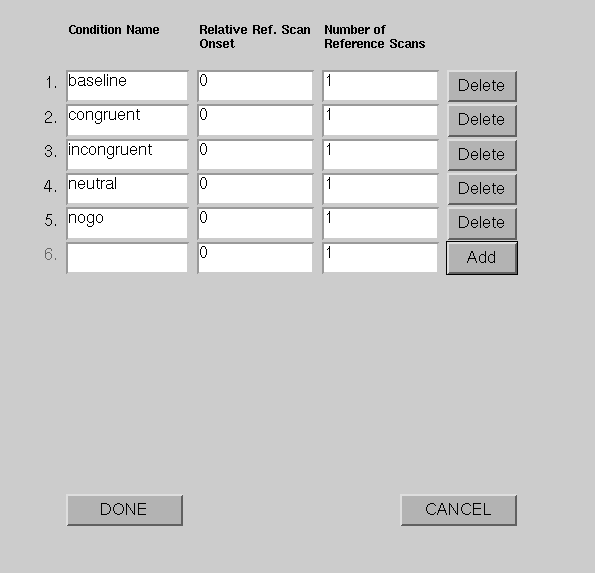 Condition Name Relative Ref. Scan Number of
Onset Reference Scans
1. baseline 0 1 Delete
2. congruent 0 1 Delete
3. incongruent 0 1 Delete
4. neutral 0 1 Delete
5. nogo 0 1 Delete
6. 0 1 Add
DONE CANCEL